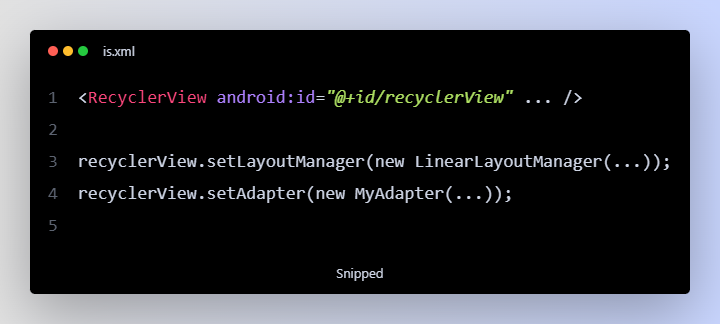 is.xml
1 <RecyclerView android:id="@+id/recyclerView" ... />
2
3 recyclerView.setLayoutManager(new LinearLayoutManager(...));
4 recyclerView.setAdapter(new MyAdapter(...));
5
Snipped